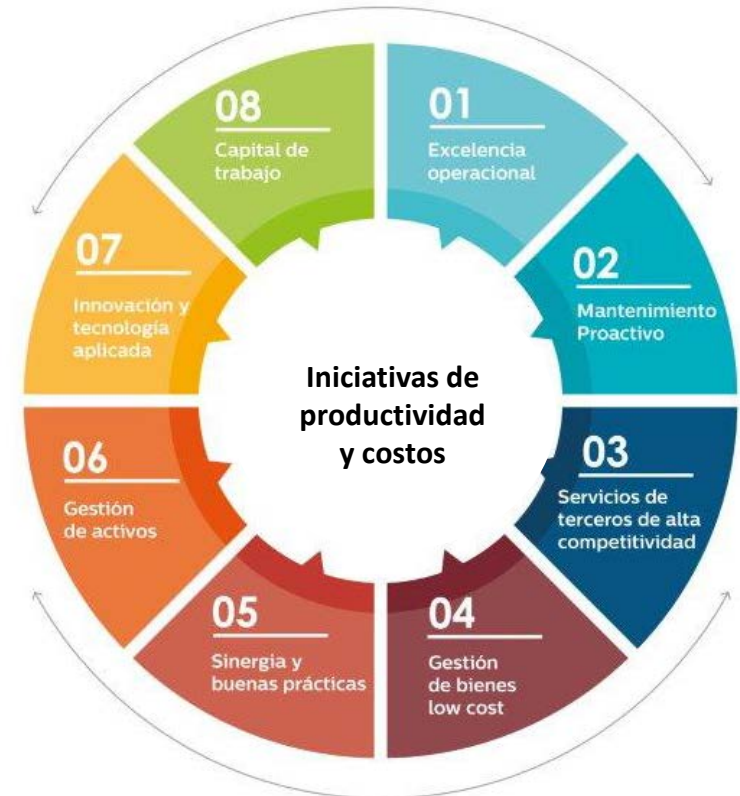 Iniciativas de
productividad
y costos
01
Excelencia
operacional
02
Mantenimiento
Proactivo
03
Servicios de
terceros de alta
competitividad
04
Gestión
de bienes
low cost
05
Sinergia y
buenas prácticas
06
Gestión
de activos
07
Innovación y
tecnología
aplicada
08
Capital de
trabajo